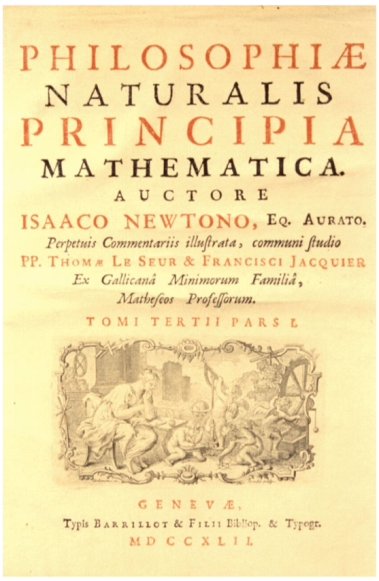 PHILOSOPHIÆ
NATURALIS
PRINCIPIA
MATHEMATICA.
AUCTORE
ISAACO NEWTONO, EQ. AURATO.
Perpetuis Commentariis illuſtrata, communi ſtudio
PP. THOMÆ LE SEUR & FRANCISCI JACQUIER
Ex Gallicanâ Minimorum Familiâ,
Matheſeos Profeſſorum.
TOMI TERTII PARS I.
GENEVÆ,
Typis BARRILLOT & FILII Bibliop. & Typogr.
MDCCXLII.